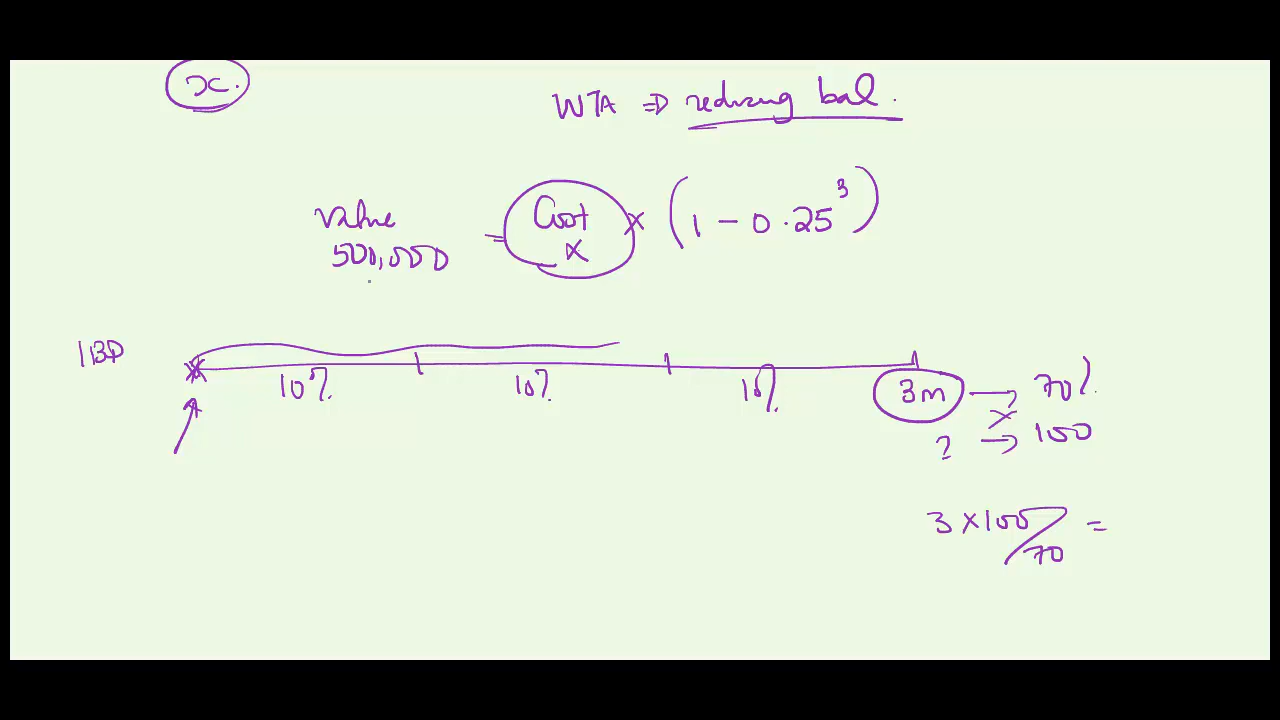 x.
WTA ⇒ reducing bal.
value = Cost × (1 - 0.25³)
500,000 x
IBD
10% 10% 10% 3m → 70%.
? → 100
3 × 100/70 =